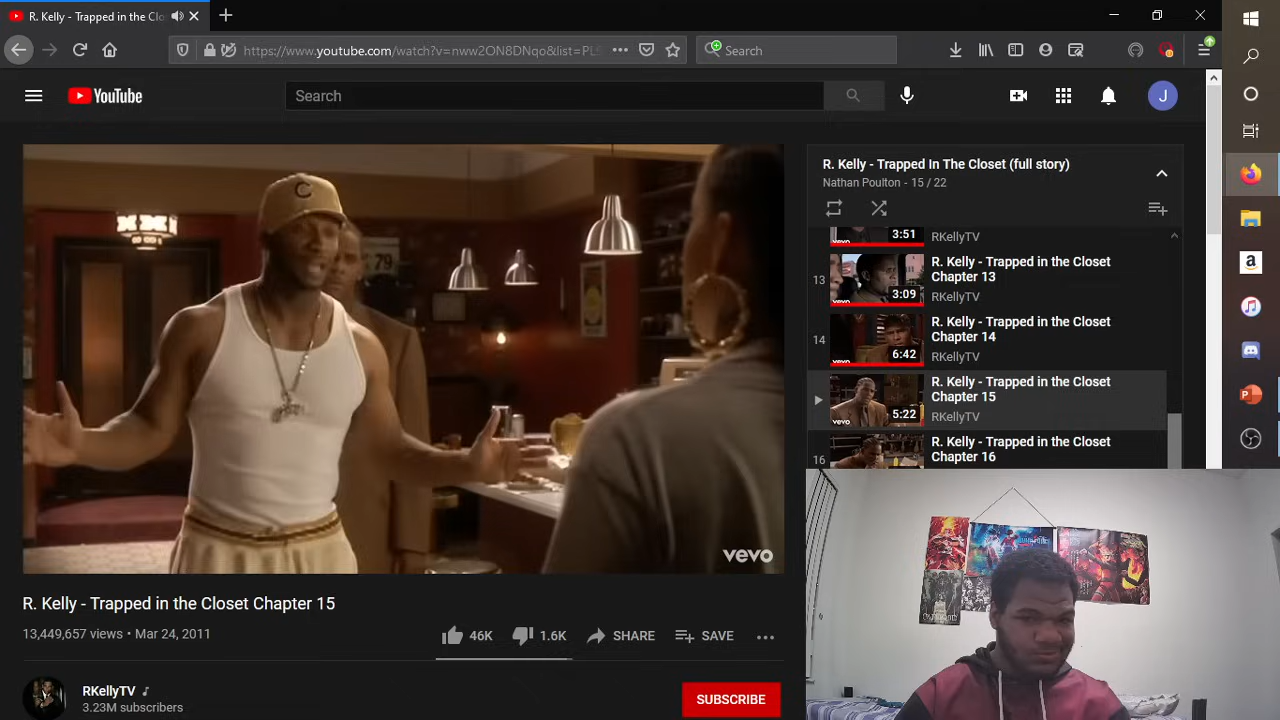 R. Kelly - Trapped in the Clo
https://www.youtube.com/watch?v=nww2ON8DNqo&list=PL
Search
YouTube
Search
J
C
79
vevo
R. Kelly - Trapped In The Closet (full story)
Nathan Poulton - 15 / 22
3:51
RKellyTV
13
3:09
R. Kelly - Trapped in the Closet
Chapter 13
RKellyTV
14
6:42
R. Kelly - Trapped in the Closet
Chapter 14
RKellyTV
5:22
R. Kelly - Trapped in the Closet
Chapter 15
RKellyTV
16
R. Kelly - Trapped in the Closet
Chapter 16
R. Kelly - Trapped in the Closet Chapter 15
13,449,657 views • Mar 24, 2011
46K
1.6K
SHARE
SAVE
RKellyTV
3.23M subscribers
SUBSCRIBE